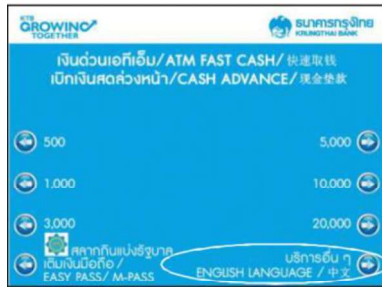 KTB
GROWING
TOGETHER
ธนาคารกรุงไทย
KRUNGTHAI BANK
เงินด่วนเอทีเอ็ม/ATM FAST CASH/快速取钱
เบิกเงินสดล่วงหน้า/CASH ADVANCE/现金垫款
500
5,000
1,000
10,000
3,000
20,000
สลากกินแบ่งรัฐบาล
เติมเงินมือถือ /
EASY PASS/ M-PASS
บริการอื่น ๆ
ENGLISH LANGUAGE / 中文